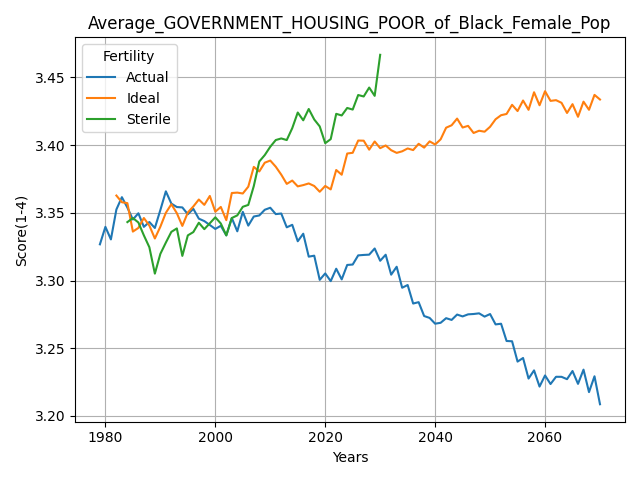 Average_GOVERNMENT_HOUSING_POOR_of_Black_Female_Pop
Fertility
Actual
Ideal
Sterile
Score(1-4)
3.45
3.40
3.35
3.30
3.25
3.20
1980
2000
2020
2040
2060
Years